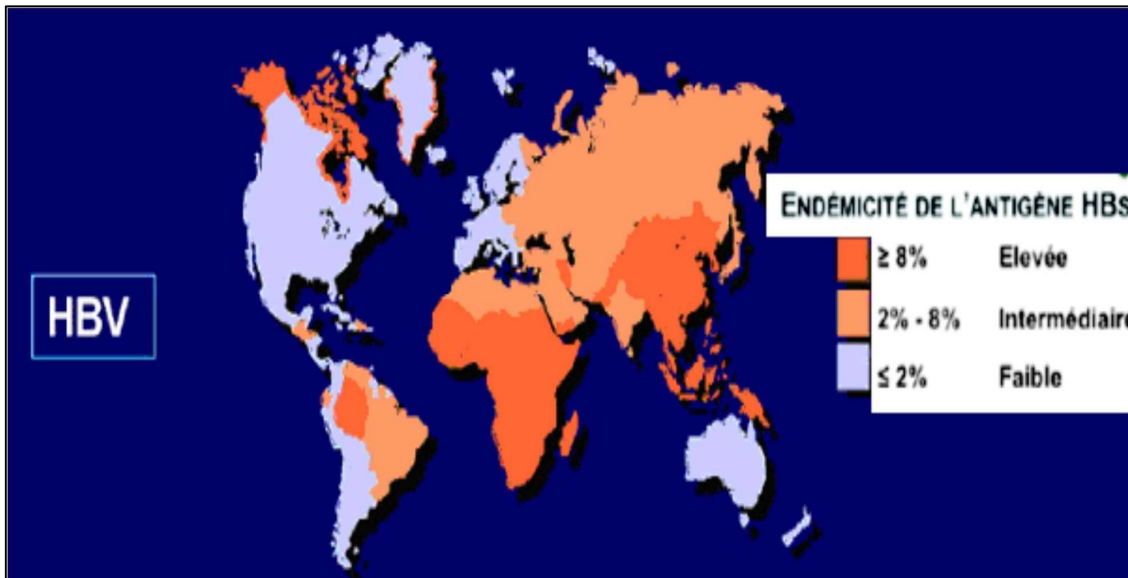 HBV
ENDÉMICITÉ DE L'ANTIGÈNE HBs
≥ 8% Elevée
2% - 8% Intermédiaire
≤ 2% Faible